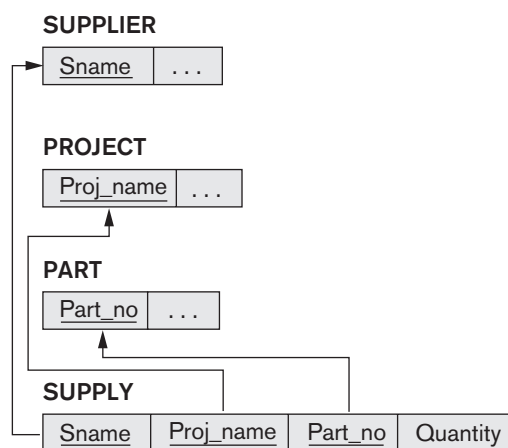 SUPPLIER
Sname ...
PROJECT
Proj_name ...
PART
Part_no ...
SUPPLY
Sname Proj_name Part_no Quantity